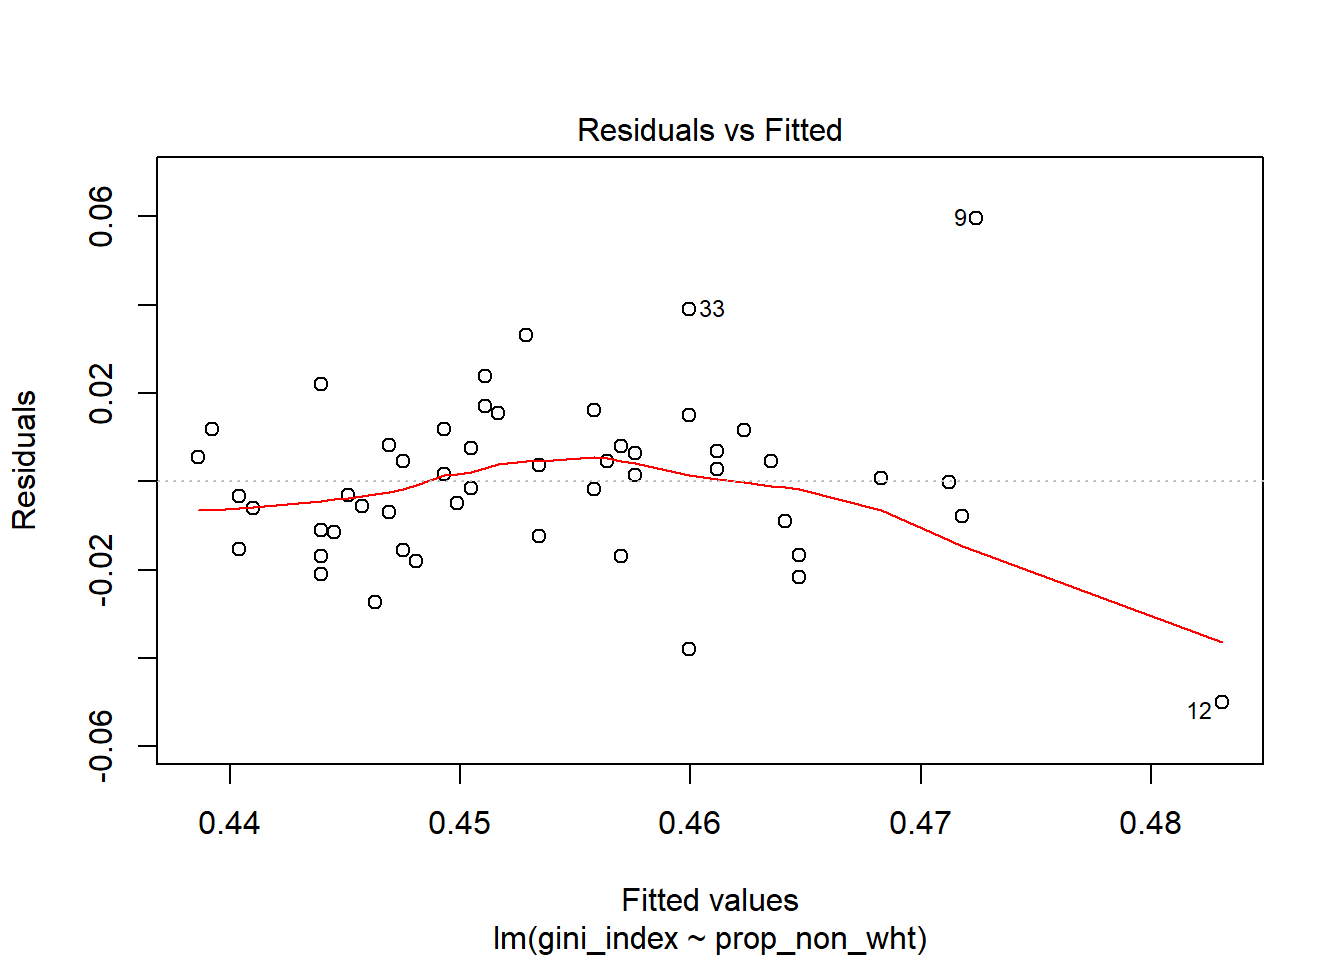 Residuals vs Fitted
Residuals
0.06
0.02
-0.02
-0.06
9
33
12
0.44 0.45 0.46 0.47 0.48
Fitted values
lm(gini_index ~ prop_non_wht)